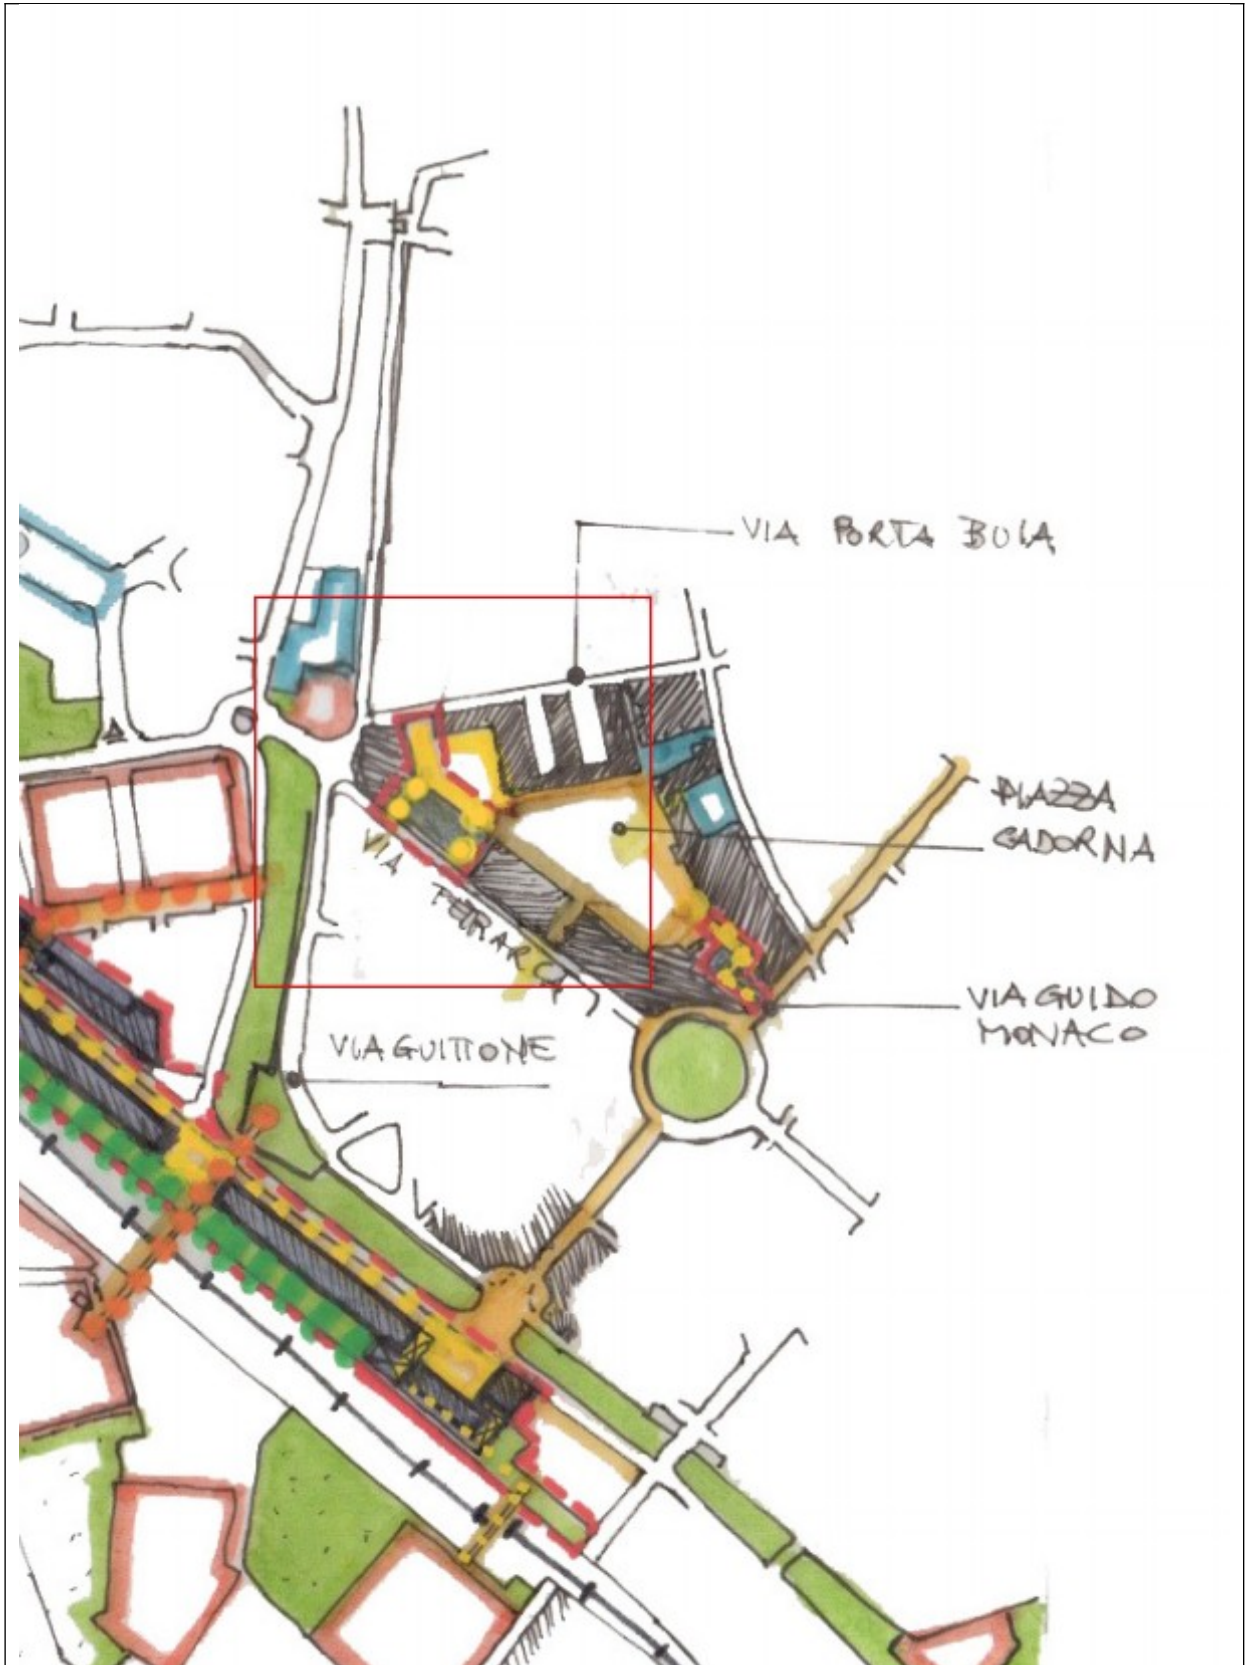 VIA PORTA BUIA
PIAZZA
CADORNA
VIA
PETRARCA
VIA GUIDO
MONACO
VIA GUITTONE